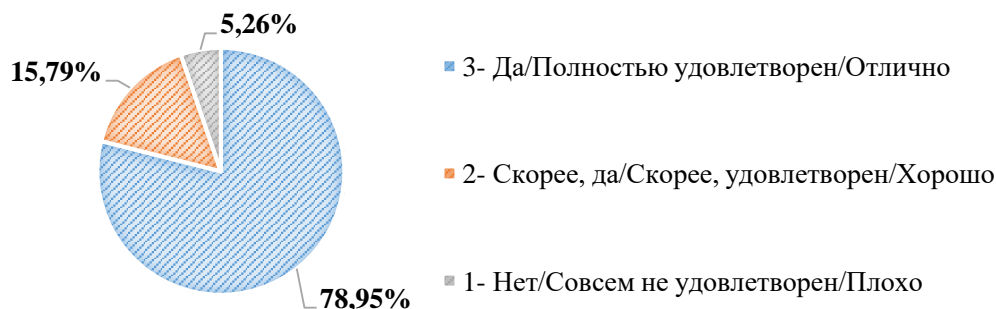 5,26%
15,79%
78,95%
3- Да/Полностью удовлетворен/Отлично
2- Скорее, да/Скорее, удовлетворен/Хорошо
1- Нет/Совсем не удовлетворен/Плохо